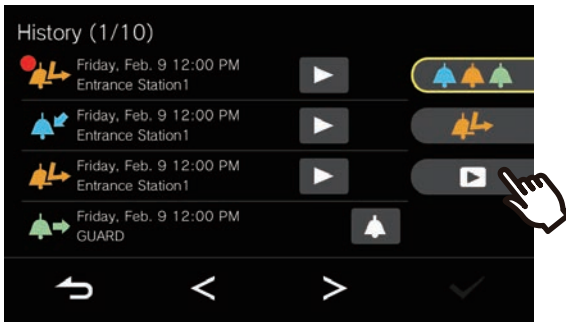 History (1/10)
Friday, Feb. 9 12:00 PM
Entrance Station1
Friday, Feb. 9 12:00 PM
Entrance Station1
Friday, Feb. 9 12:00 PM
Entrance Station1
Friday, Feb. 9 12:00 PM
GUARD